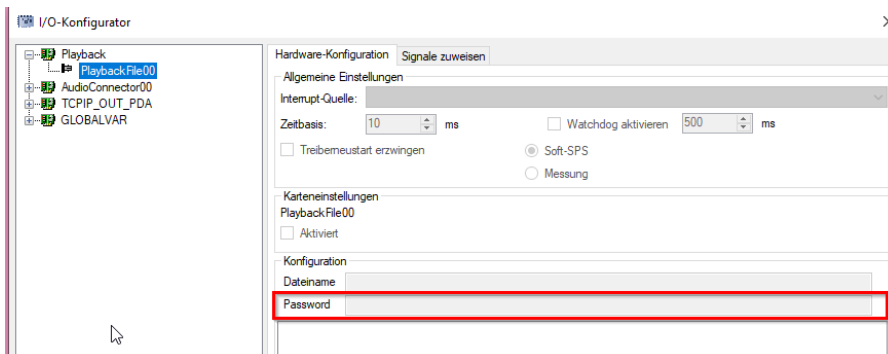 I/O-Konfigurator
Playback
PlaybackFile00
AudioConnector00
TCPIP_OUT_PDA
GLOBALVAR
Hardware-Konfiguration Signale zuweisen
Allgemeine Einstellungen
Interrupt-Quelle:
Zeitbasis: 10 ms Watchdog aktivieren 500 ms
Treiberneustart erzwingen Soft-SPS
Messung
Karteneinstellungen
PlaybackFile00
Aktiviert
Konfiguration
Dateiname
Password